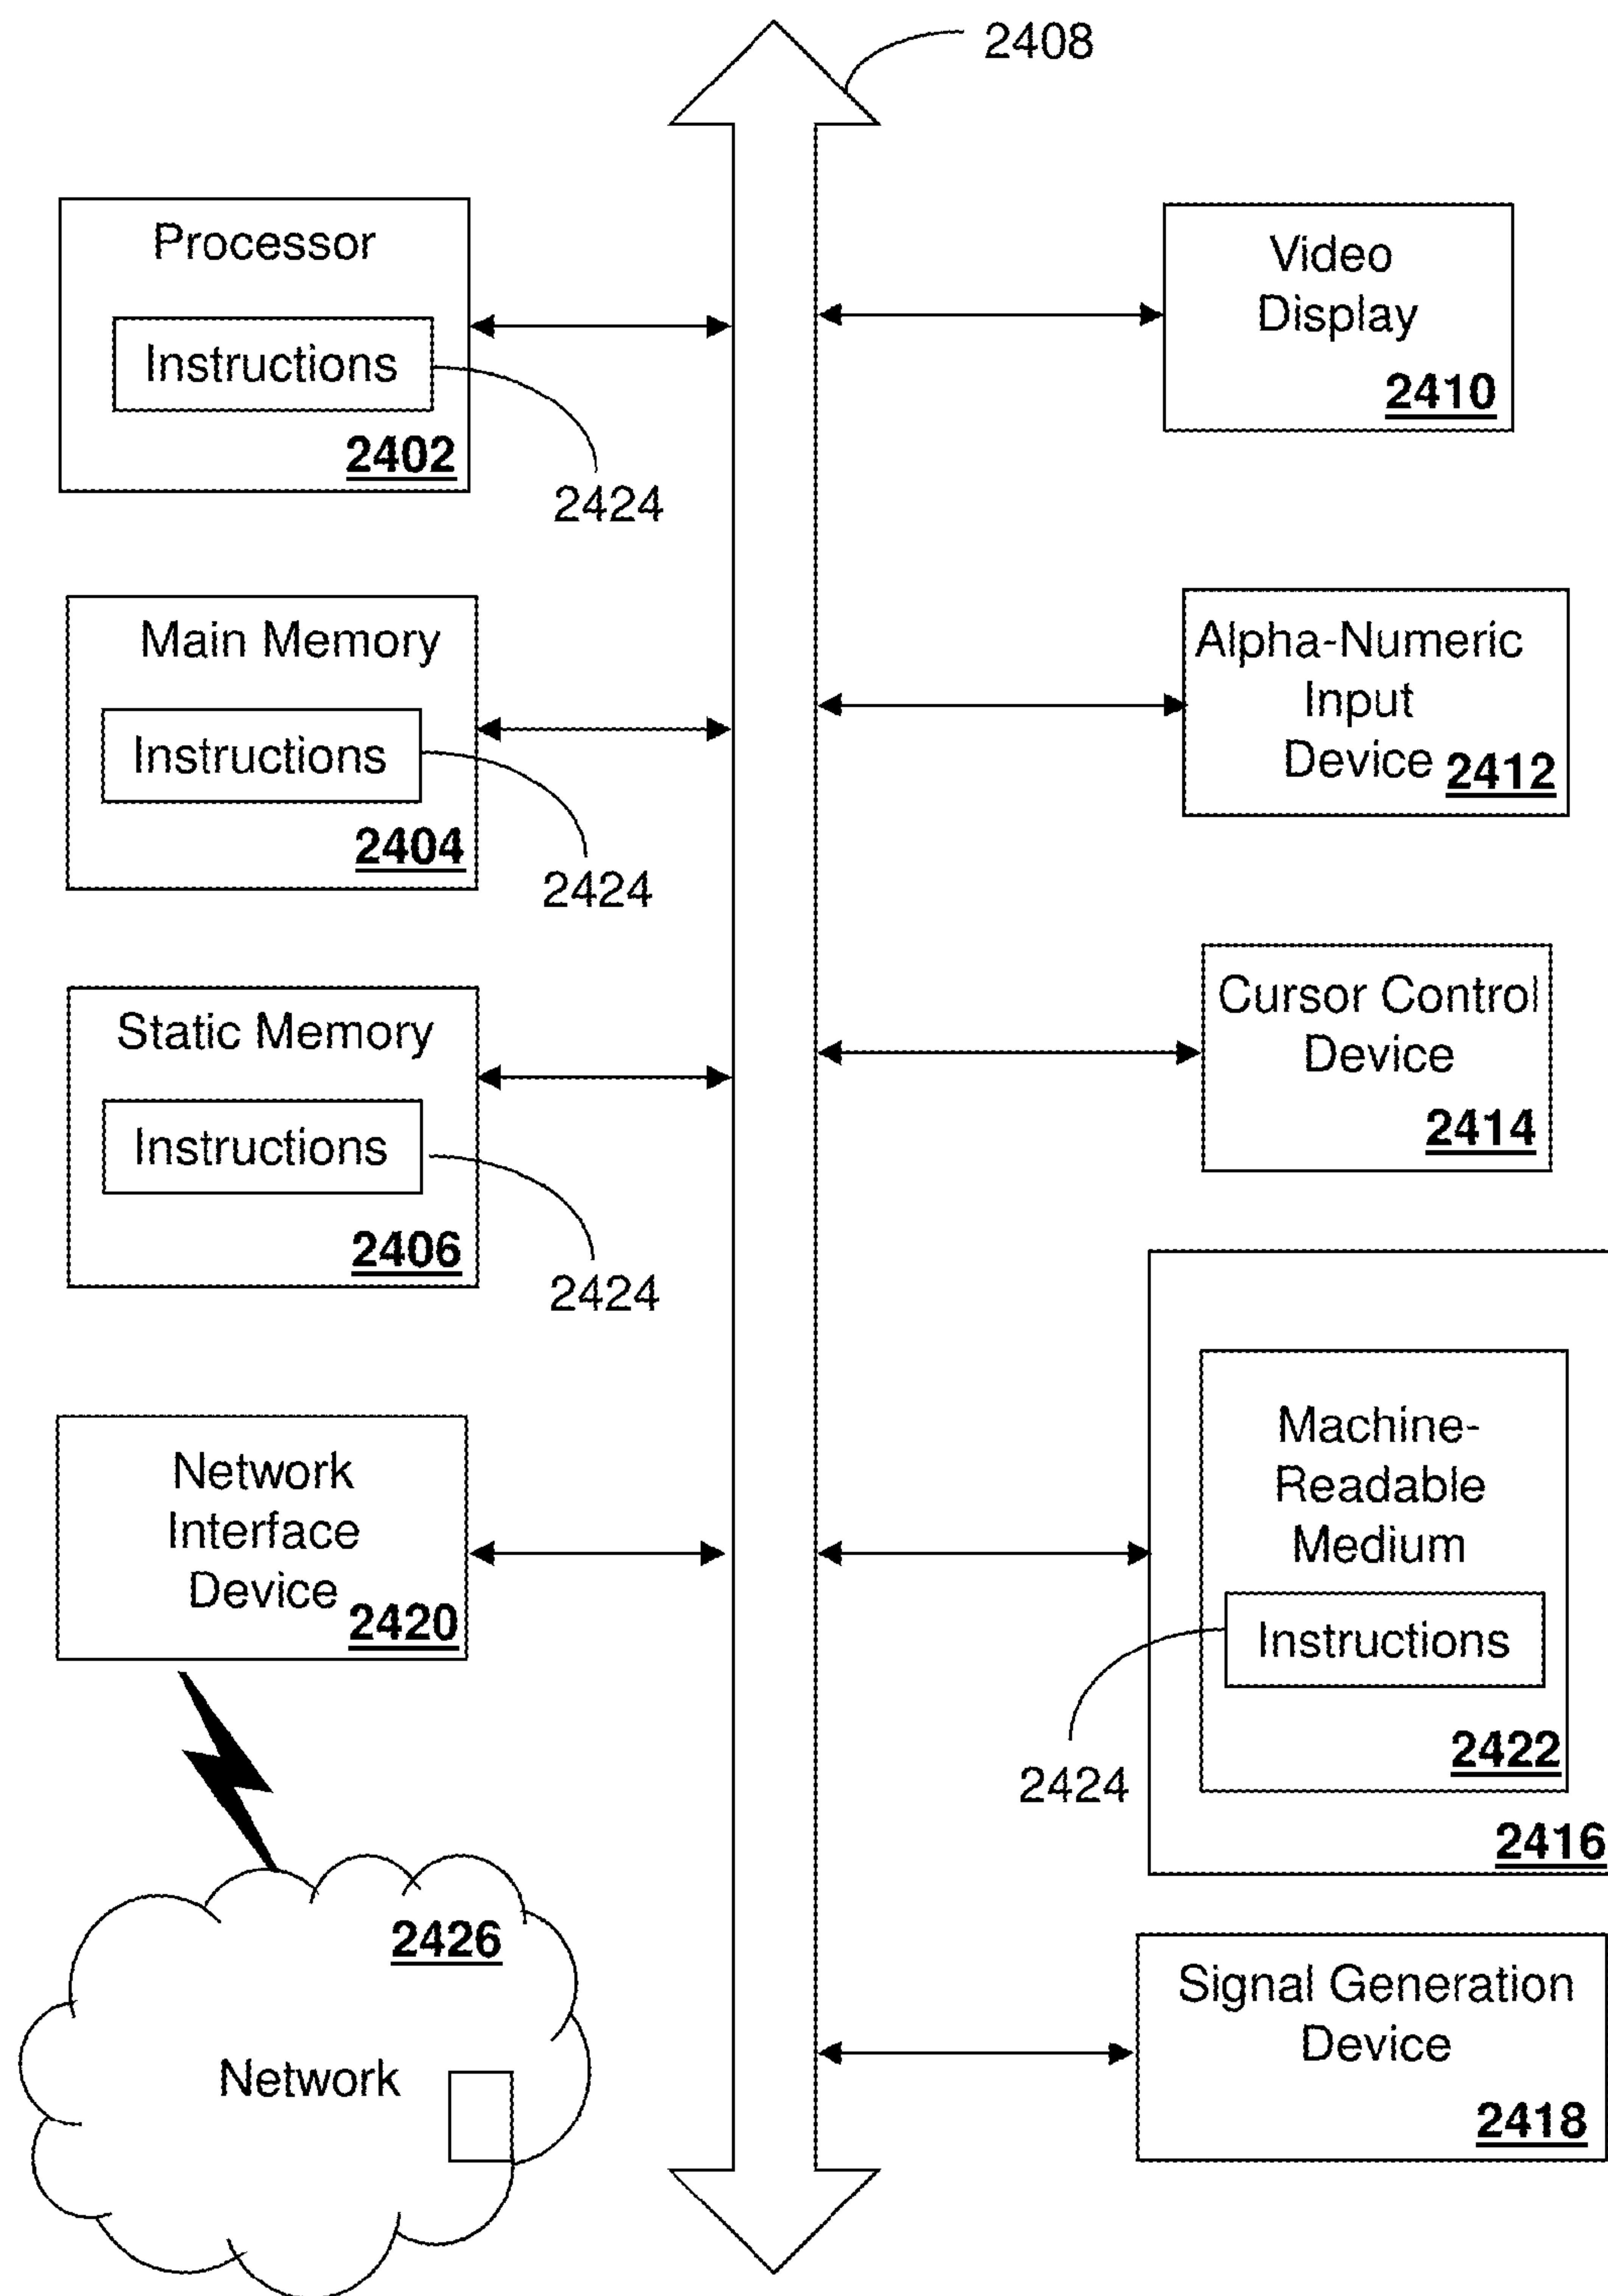 2408
Processor
Instructions
2402
2424
Main Memory
Instructions
2404
2424
Static Memory
Instructions
2406
2424
Network
Interface
Device
2420
2426
Network
Video
Display
2410
Alpha-Numeric
Input
Device 2412
Cursor Control
Device
2414
Machine-
Readable
Medium
Instructions
2422
2424
2416
Signal Generation
Device
2418